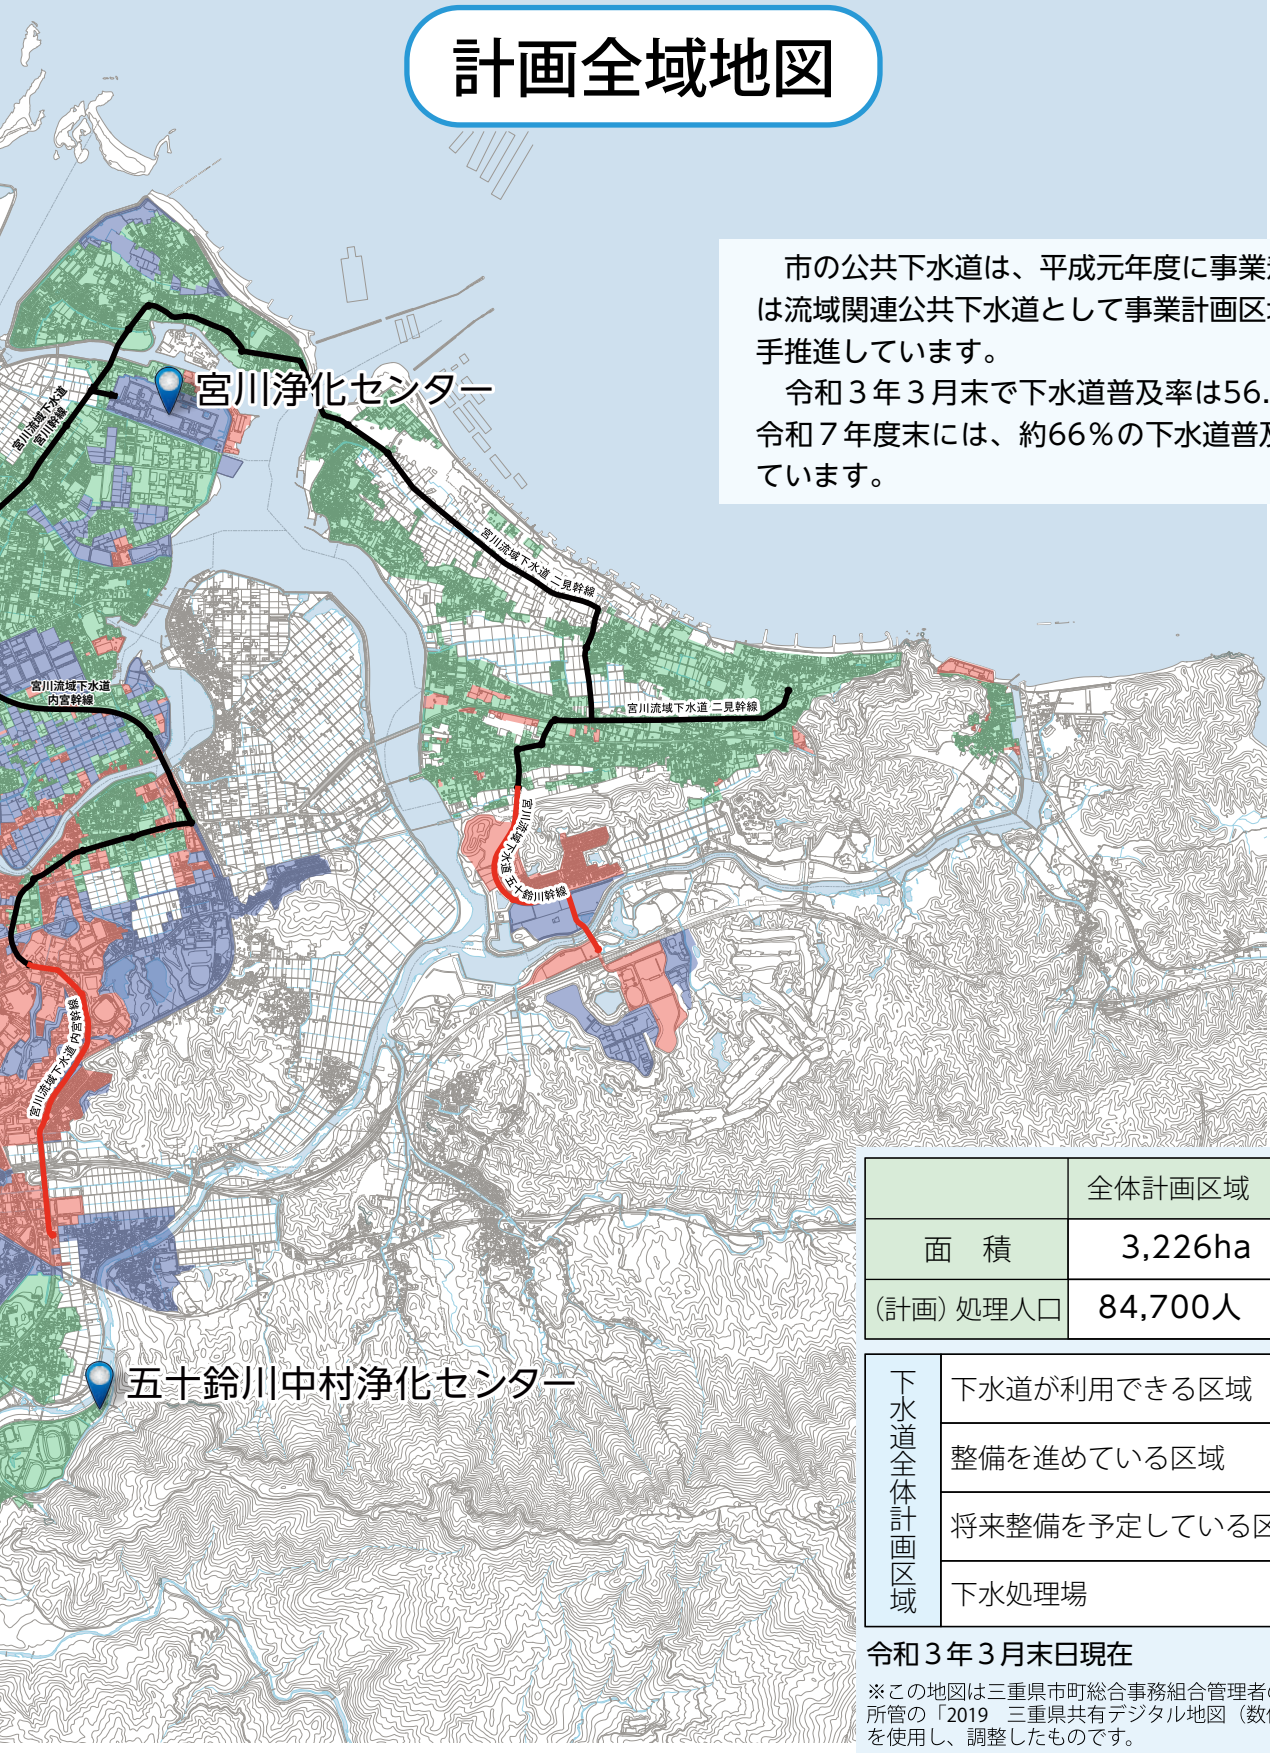 計画全域地図
市の公共下水道は、平成元年度に事業
は流域関連公共下水道として事業計画区
手推進しています。
令和３年３月末で下水道普及率は56.
令和７年度末には、約66％の下水道普
ています。
宮川浄化センター
宮川流域下水道
宮川幹線
宮川流域下水道 二見幹線
宮川流域下水道
内宮幹線
宮川流域下水道 二見幹線
宮川流域下水道 五十鈴川幹線
宮川流域下水道 内宮幹線
五十鈴川中村浄化センター
全体計画区域
面　積 3,226ha
（計画）処理人口 84,700人
下水道全体計画区域
下水道が利用できる区域
整備を進めている区域
将来整備を予定している区
下水処理場
令和３年３月末日現在
※この地図は三重県市町総合事務組合管理者の
所管の「2019　三重県共有デジタル地図（数
を使用し、調整したものです。